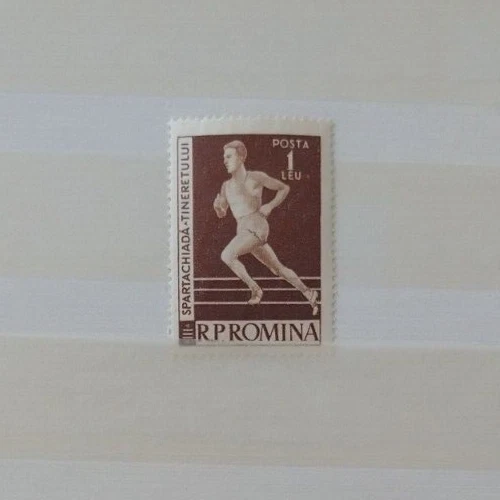 POSTA
1
LEU
SPARTACHIADA-TINERETULUI
R.P.ROMINA